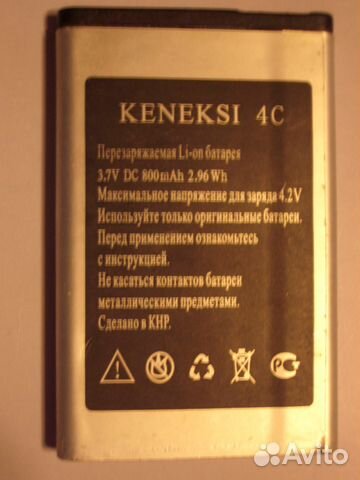 KENEKSI 4C
Перезаряжаемая Li-on батарея
3.7V DC 800mAh 2.96 Wh
Максимальное напряжение для заряда 4.2V
Используйте только оригинальные батареи.
Перед применением ознакомьтесь
с инструкцией.
Не касаться контактов батареи
металлическими предметами.
Сделано в КНР.
Avito